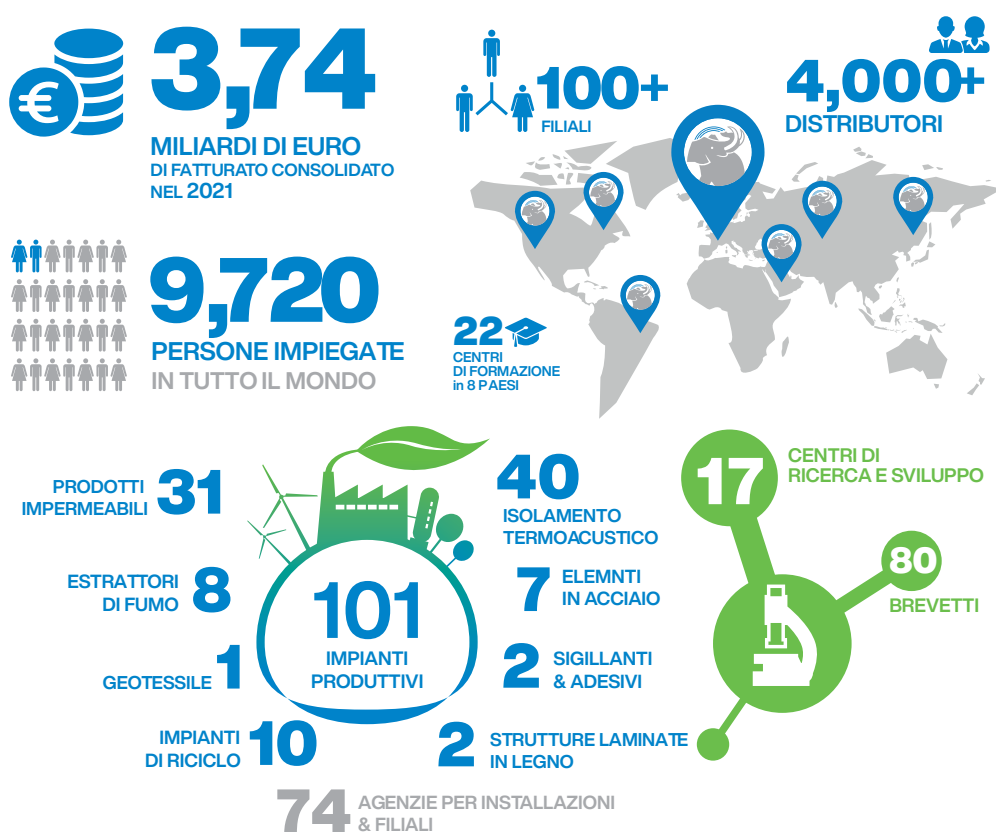 3,74
MILIARDI DI EURO
DI FATTURATO CONSOLIDATO
NEL 2021
100+
FILIALI
4,000+
DISTRIBUTORI
9,720
PERSONE IMPIEGATE
IN TUTTO IL MONDO
22
CENTRI
DI FORMAZIONE
in 8 PAESI
PRODOTTI
IMPERMEABILI
31
ESTRATTORI
DI FUMO
8
GEOTESSILE
1
IMPIANTI
DI RICICLO
10
101
IMPIANTI
PRODUTTIVI
40
ISOLAMENTO
TERMOACUSTICO
7
ELEMNTI
IN ACCIAIO
2
SIGILLANTI
& ADESIVI
2
STRUTTURE LAMINATE
IN LEGNO
74
AGENZIE PER INSTALLAZIONI
& FILIALI
17
CENTRI DI
RICERCA E SVILUPPO
80
BREVETTI